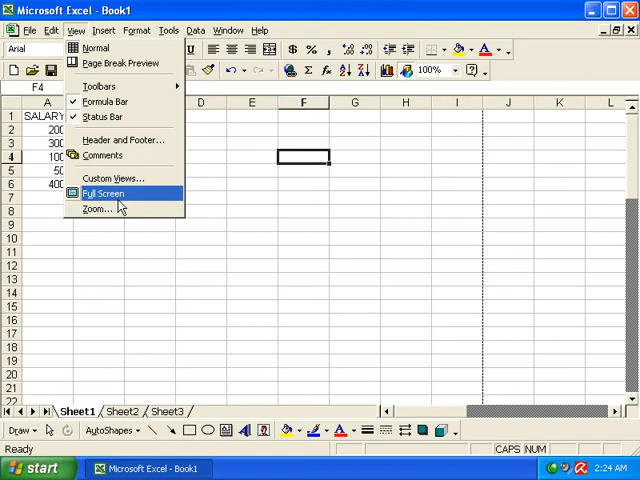 Microsoft Excel - Book1
File Edit View Insert Format Tools Data Window Help
Arial
Normal
Page Break Preview
Toolbars
Formula Bar
Status Bar
Header and Footer...
Comments
Custom Views...
Full Screen
Zoom...
U $ % ,
Σ 100%
F4
A D E F G H I J K L
1 SALARY
2 200
3 300
4 100
5 50
6 400
7
8
9
10
11
12
13
14
15
16
17
18
19
20
21
22
Sheet1 Sheet2 Sheet3
Draw AutoShapes
Ready CAPS NUM
start Microsoft Excel - Book1 2:24 AM